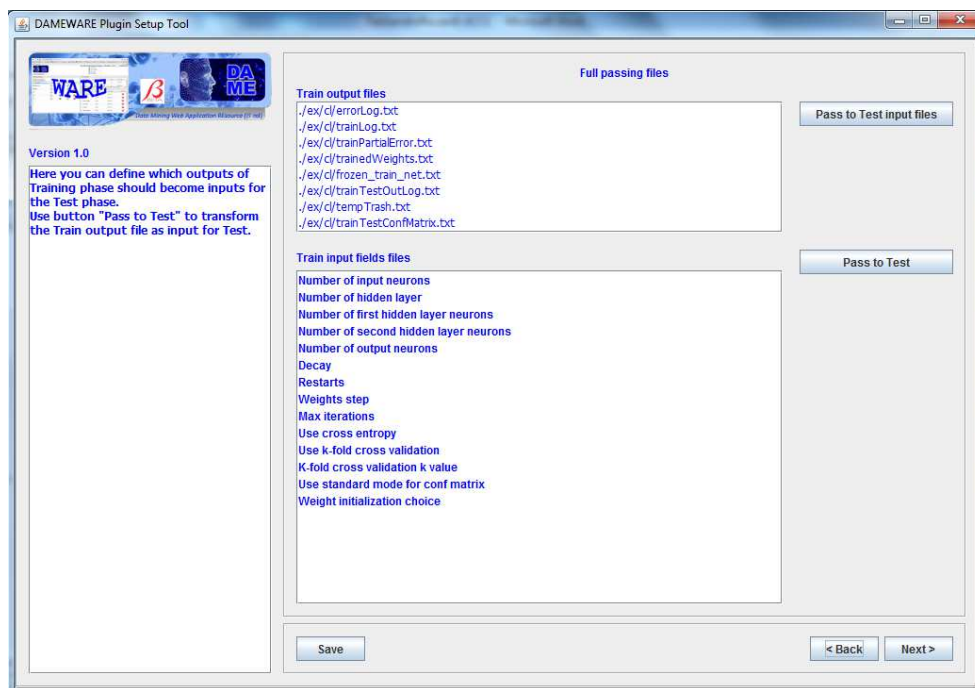 DAMEWARE Plugin Setup Tool
WARE
DA
ME
Data Mining Web Application REsource
Version 1.0
Here you can define which outputs of
Training phase should become inputs for
the Test phase.
Use button "Pass to Test" to transform
the Train output file as input for Test.
Full passing files
Train output files
./ex/cl/errorLog.txt
./ex/cl/trainLog.txt
./ex/cl/trainPartialError.txt
./ex/cl/trainedWeights.txt
./ex/cl/frozen_train_net.txt
./ex/cl/trainTestOutLog.txt
./ex/cl/tempTrash.txt
./ex/cl/trainTestConfMatrix.txt
Pass to Test input files
Train input fields files
Number of input neurons
Number of hidden layer
Number of first hidden layer neurons
Number of second hidden layer neurons
Number of output neurons
Decay
Restarts
Weights step
Max iterations
Use cross entropy
Use k-fold cross validation
K-fold cross validation k value
Use standard mode for conf matrix
Weight initialization choice
Pass to Test
Save
< Back
Next >